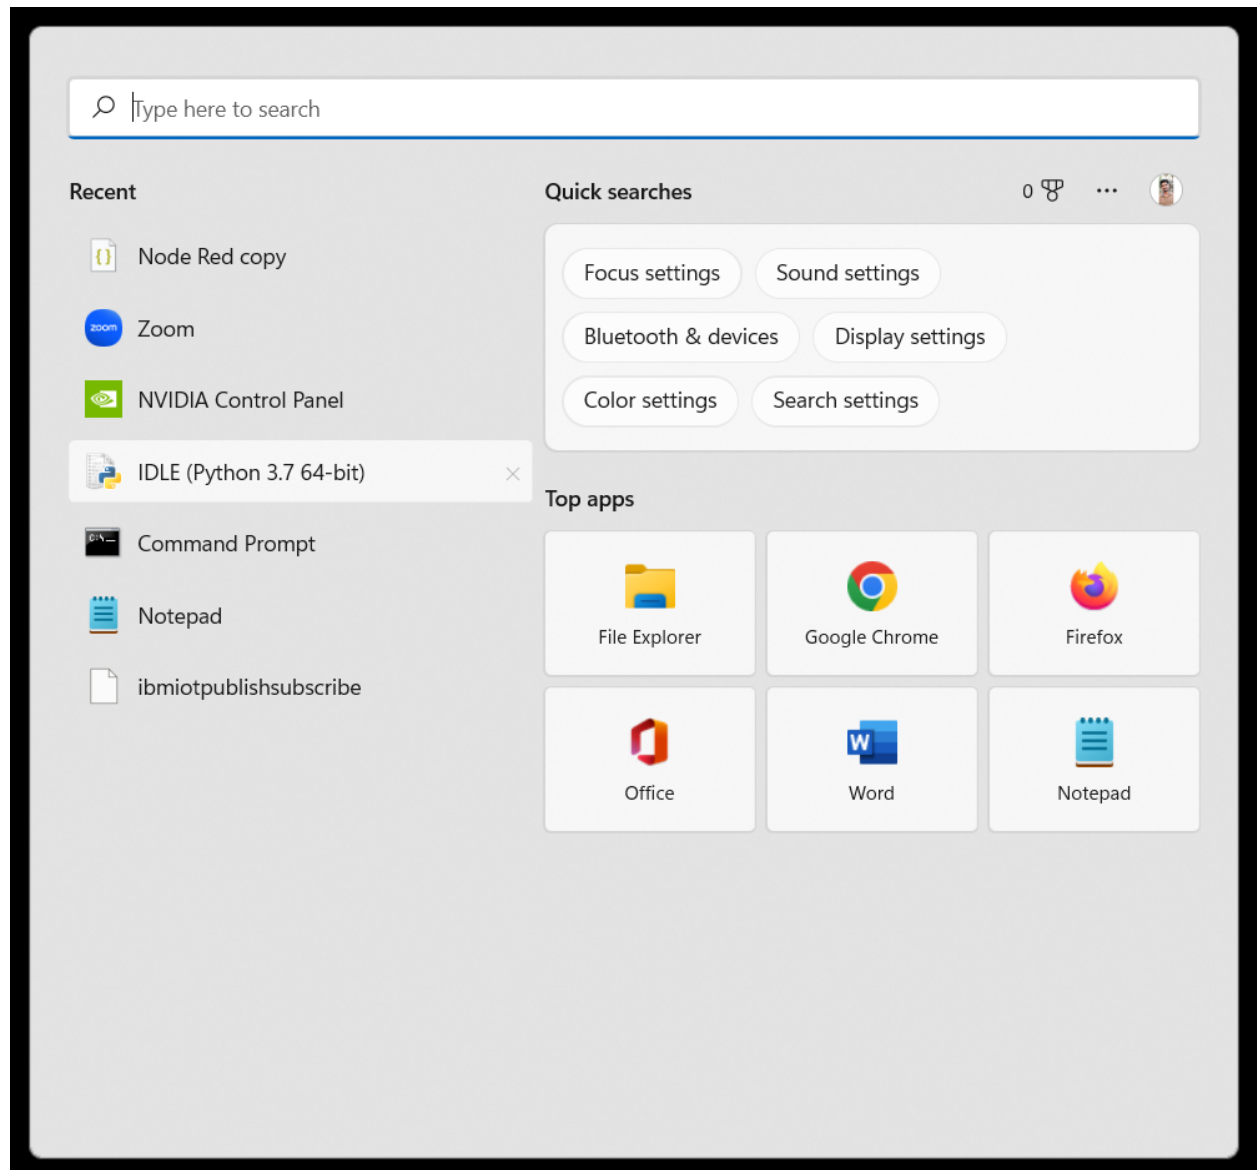 Type here to search
Recent
Node Red copy
zoom
Zoom
NVIDIA Control Panel
IDLE (Python 3.7 64-bit)
C:\_
Command Prompt
Notepad
ibmiotpublishsubscribe
Quick searches
0
Focus settings
Sound settings
Bluetooth & devices
Display settings
Color settings
Search settings
Top apps
File Explorer
Google Chrome
Firefox
Office
W
Word
Notepad